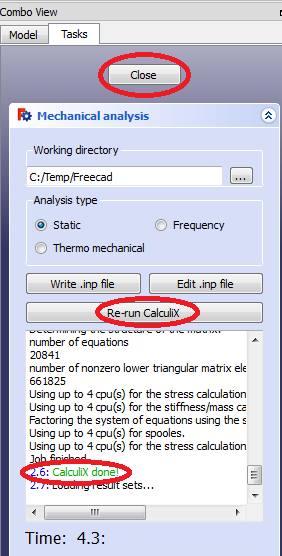 Combo View
Model Tasks
Close
Mechanical analysis
Working directory
C:/Temp/Freecad
...
Analysis type
Static Frequency
Thermo mechanical
Write .inp file Edit .inp file
Re-run CalculiX
Determining the structure of the matrix:
number of equations
20841
number of nonzero lower triangular matrix ele
661825
Using up to 4 cpu(s) for the stress calculation
Using up to 4 cpu(s) for the stiffness/mass ca
Factoring the system of equations using the s
Using up to 4 cpu(s) for spooles.
Using up to 4 cpu(s) for the stress calculation
Job finished
2.6: CalculiX done!
2.7: Loading result sets...
Time: 4.3: